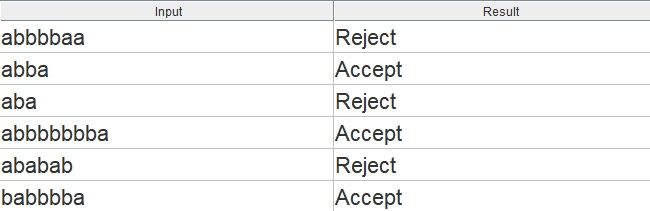 Input Result
abbbbaa Reject
abba Accept
aba Reject
abbbbbbba Accept
ababab Reject
babbbba Accept